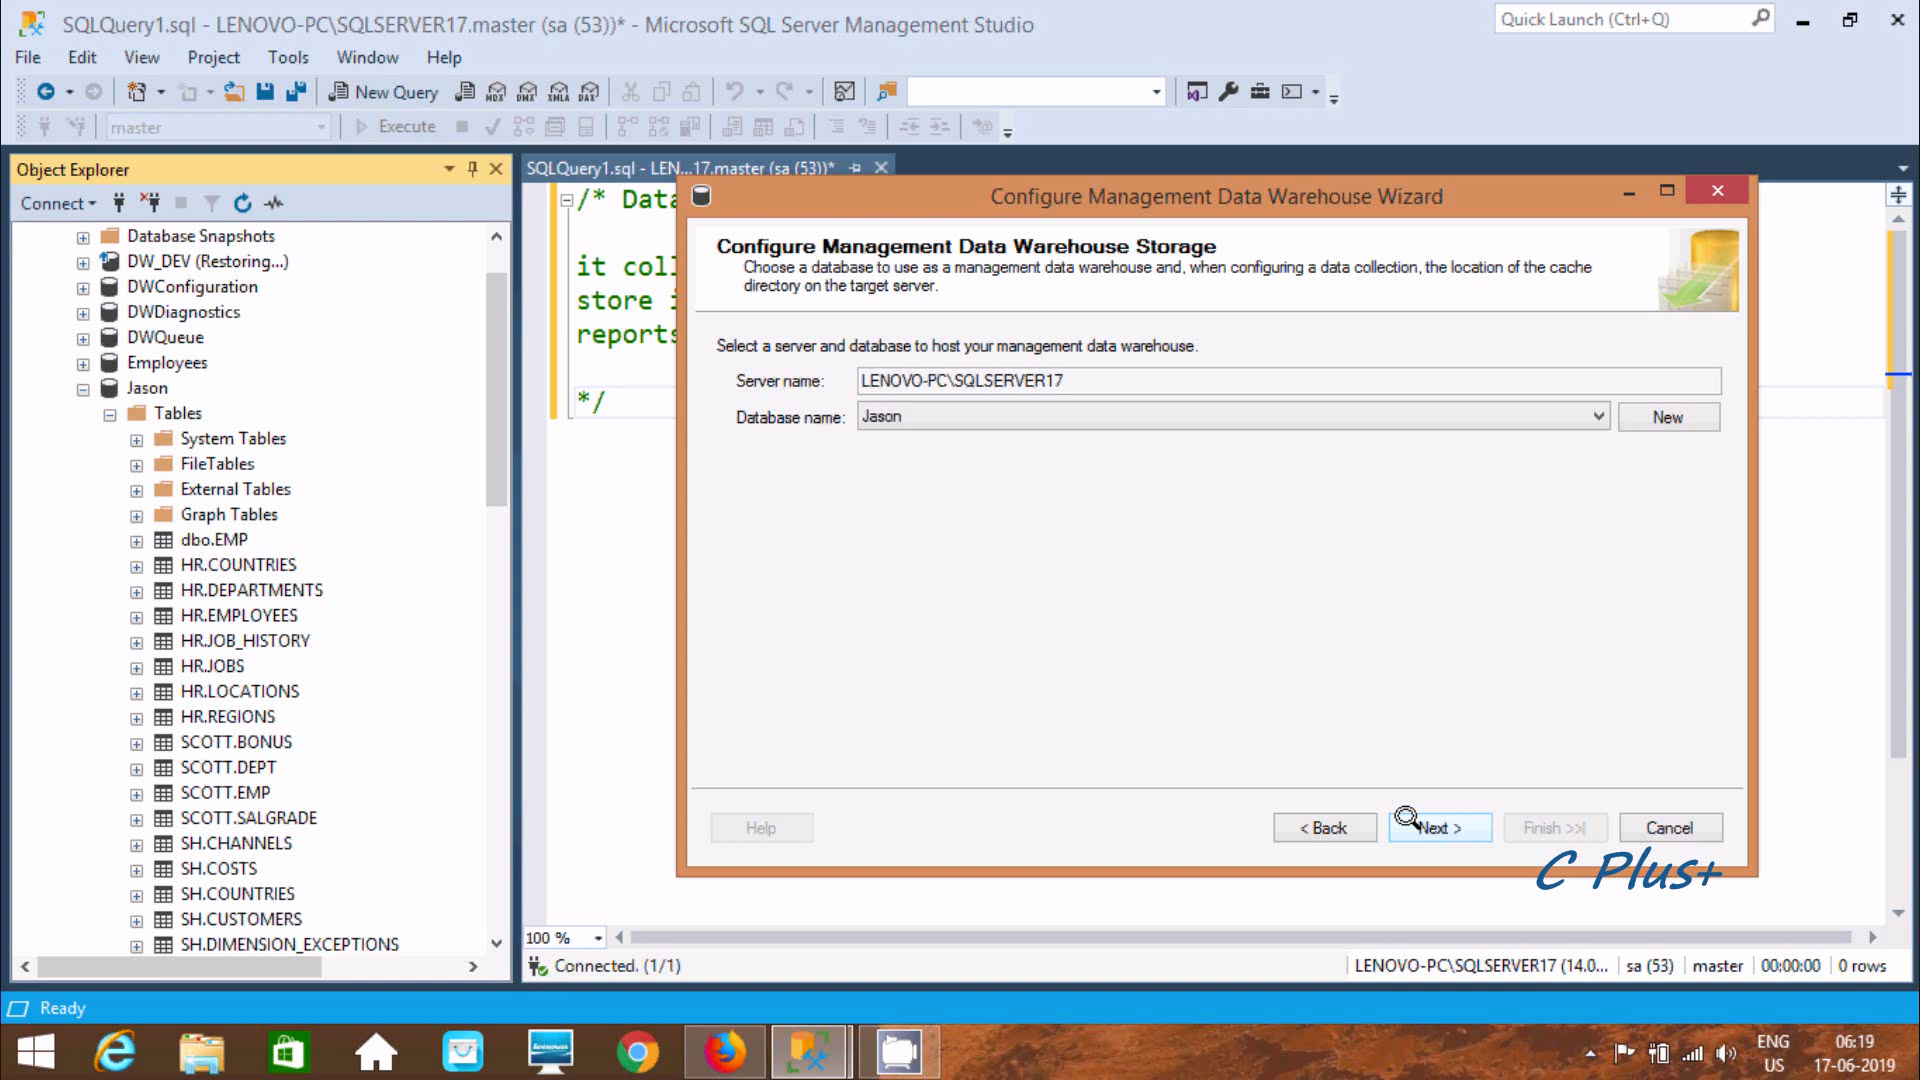 SQLQuery1.sql - LENOVO-PC\SQLSERVER17.master (sa (53))* - Microsoft SQL Server Management Studio
Quick Launch (Ctrl+Q)
File Edit View Project Tools Window Help
New Query MDX DMX XMLA DAX
master Execute
Object Explorer
Connect
Database Snapshots
DW_DEV (Restoring...)
DWConfiguration
DWDiagnostics
DWQueue
Employees
Jason
Tables
System Tables
FileTables
External Tables
Graph Tables
dbo.EMP
HR.COUNTRIES
HR.DEPARTMENTS
HR.EMPLOYEES
HR.JOB_HISTORY
HR.JOBS
HR.LOCATIONS
HR.REGIONS
SCOTT.BONUS
SCOTT.DEPT
SCOTT.EMP
SCOTT.SALGRADE
SH.CHANNELS
SH.COSTS
SH.COUNTRIES
SH.CUSTOMERS
SH.DIMENSION_EXCEPTIONS
SQLQuery1.sql - LEN...17.master (sa (53))*
/* Data
it coll
store i
reports
*/
Configure Management Data Warehouse Wizard
Configure Management Data Warehouse Storage
Choose a database to use as a management data warehouse and, when configuring a data collection, the location of the cache
directory on the target server.
Select a server and database to host your management data warehouse.
Server name: LENOVO-PC\SQLSERVER17
Database name: Jason New
Help < Back Next > Finish >>| Cancel
C Plus+
100 %
Connected. (1/1) LENOVO-PC\SQLSERVER17 (14.0... sa (53) master 00:00:00 0 rows
Ready
ENG 06:19
US 17-06-2019